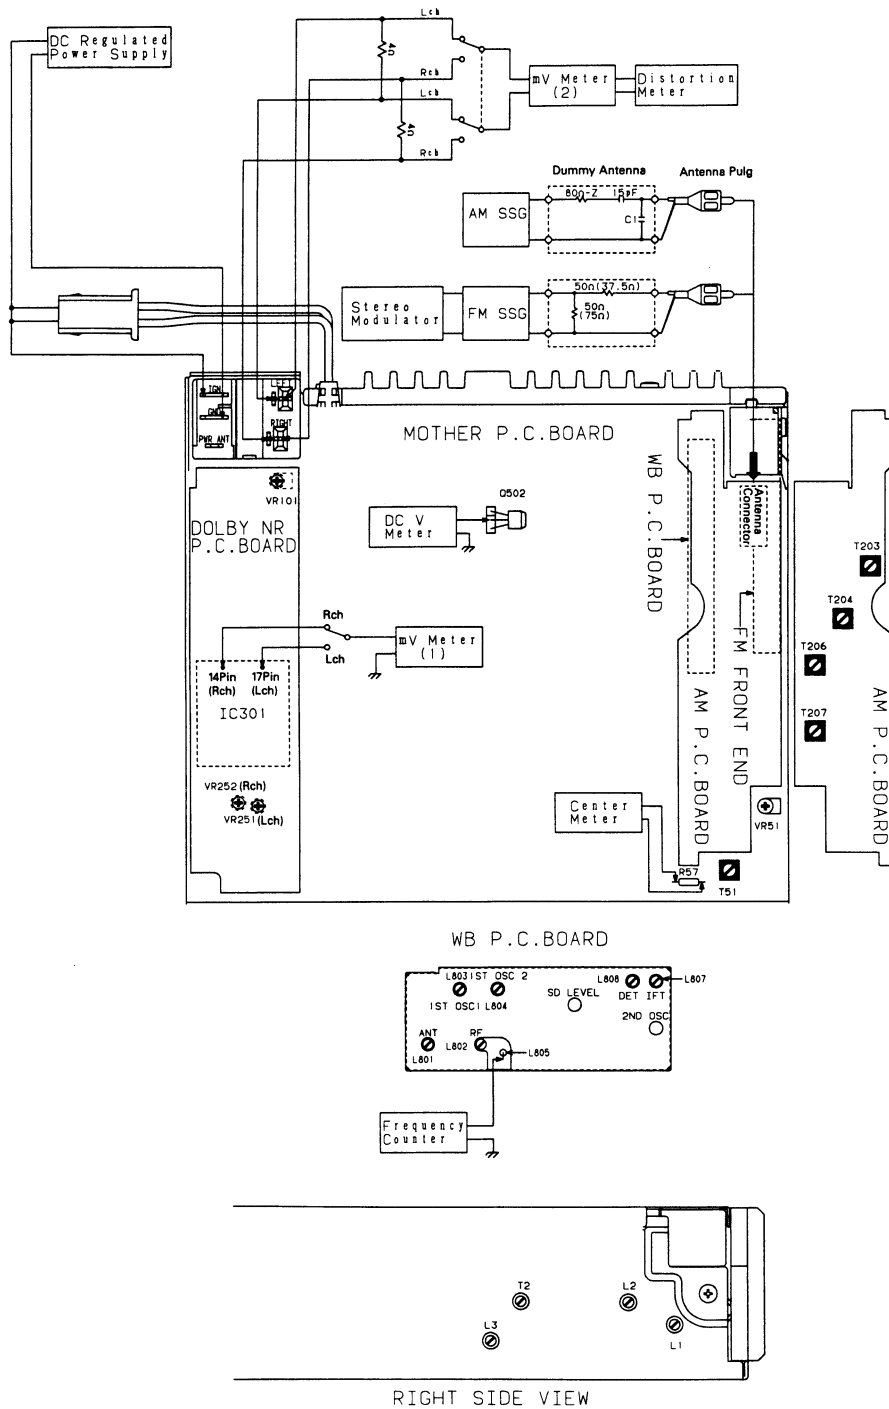 Lch
DC Regulated
Power Supply
4Ω
Rch
Lch
mV Meter
(2)
Distortion
Meter
4Ω
Rch
Dummy Antenna
Antenna Pulg
80Ω-Z
15pF
AM SSG
C1
Stereo
Modulator
FM SSG
50Ω(37.5Ω)
50Ω
(75Ω)
IGN
LEFT
GND
RIGHT
PWR ANT
MOTHER P.C.BOARD
VR101
DOLBY NR
P.C.BOARD
DC V
Meter
Q502
WB P.C.BOARD
Antenna
Connector
T203
T204
T206
T207
Rch
Lch
mV Meter
(1)
14Pin
(Rch)
17Pin
(Lch)
IC301
FM FRONT END
AM P.C.BOARD
AM P.C.BOARD
VR252(Rch)
VR251(Lch)
Center
Meter
VR51
R57
T51
WB P.C.BOARD
L803
1ST OSC 2
1ST OSC1
L804
SD LEVEL
L808
L807
DET
IFT
2ND OSC
ANT
L801
RF
L802
L805
Frequency
Counter
T2
L2
L3
L1
RIGHT SIDE VIEW